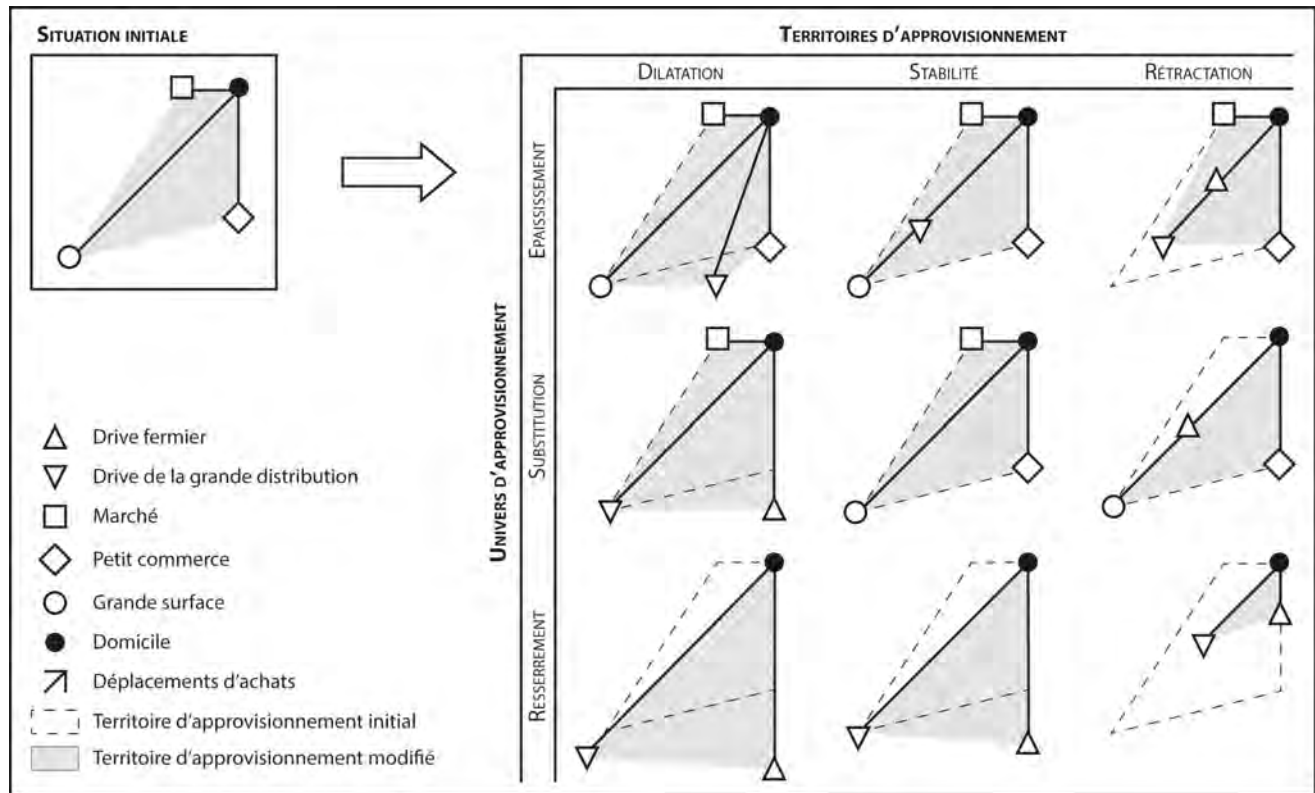 SITUATION INITIALE
TERRITOIRES D'APPROVISIONNEMENT
DILATATION
STABILITÉ
RÉTRACTATION
UNIVERS D'APPROVISIONNEMENT
EPAISSISSEMENT
SUBSTITUTION
RESSERREMENT
Drive fermier
Drive de la grande distribution
Marché
Petit commerce
Grande surface
Domicile
Déplacements d'achats
Territoire d'approvisionnement initial
Territoire d'approvisionnement modifié